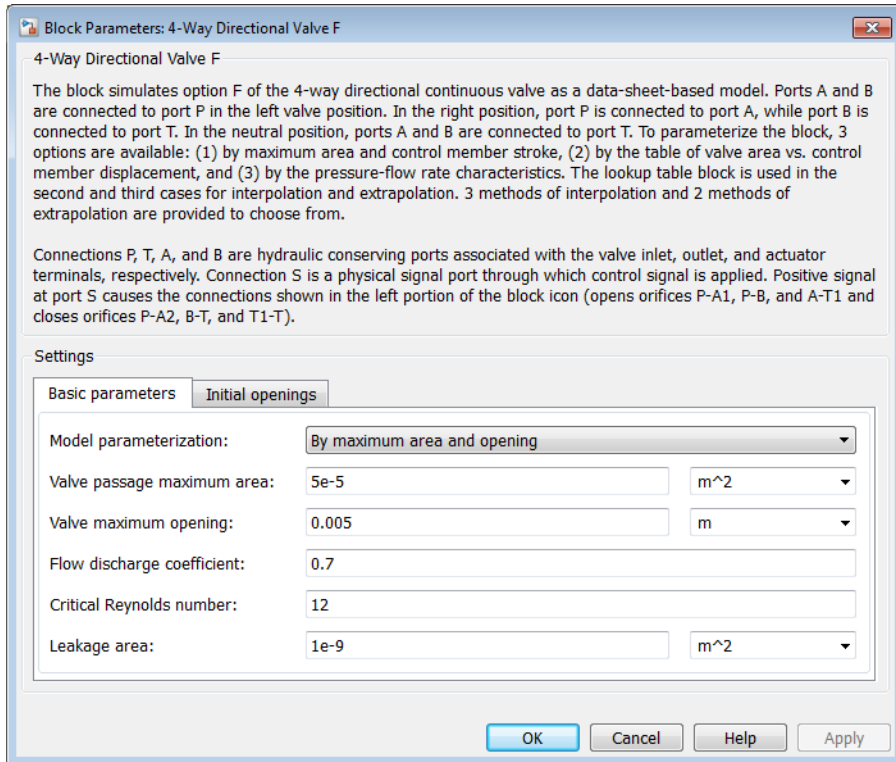 Block Parameters: 4-Way Directional Valve F
4-Way Directional Valve F
The block simulates option F of the 4-way directional continuous valve as a data-sheet-based model. Ports A and B
are connected to port P in the left valve position. In the right position, port P is connected to port A, while port B is
connected to port T. In the neutral position, ports A and B are connected to port T. To parameterize the block, 3
options are available: (1) by maximum area and control member stroke, (2) by the table of valve area vs. control
member displacement, and (3) by the pressure-flow rate characteristics. The lookup table block is used in the
second and third cases for interpolation and extrapolation. 3 methods of interpolation and 2 methods of
extrapolation are provided to choose from.
Connections P, T, A, and B are hydraulic conserving ports associated with the valve inlet, outlet, and actuator
terminals, respectively. Connection S is a physical signal port through which control signal is applied. Positive signal
at port S causes the connections shown in the left portion of the block icon (opens orifices P-A1, P-B, and A-T1 and
closes orifices P-A2, B-T, and T1-T).
Settings
Basic parameters Initial openings
Model parameterization: By maximum area and opening
Valve passage maximum area: 5e-5 m^2
Valve maximum opening: 0.005 m
Flow discharge coefficient: 0.7
Critical Reynolds number: 12
Leakage area: 1e-9 m^2
OK Cancel Help Apply